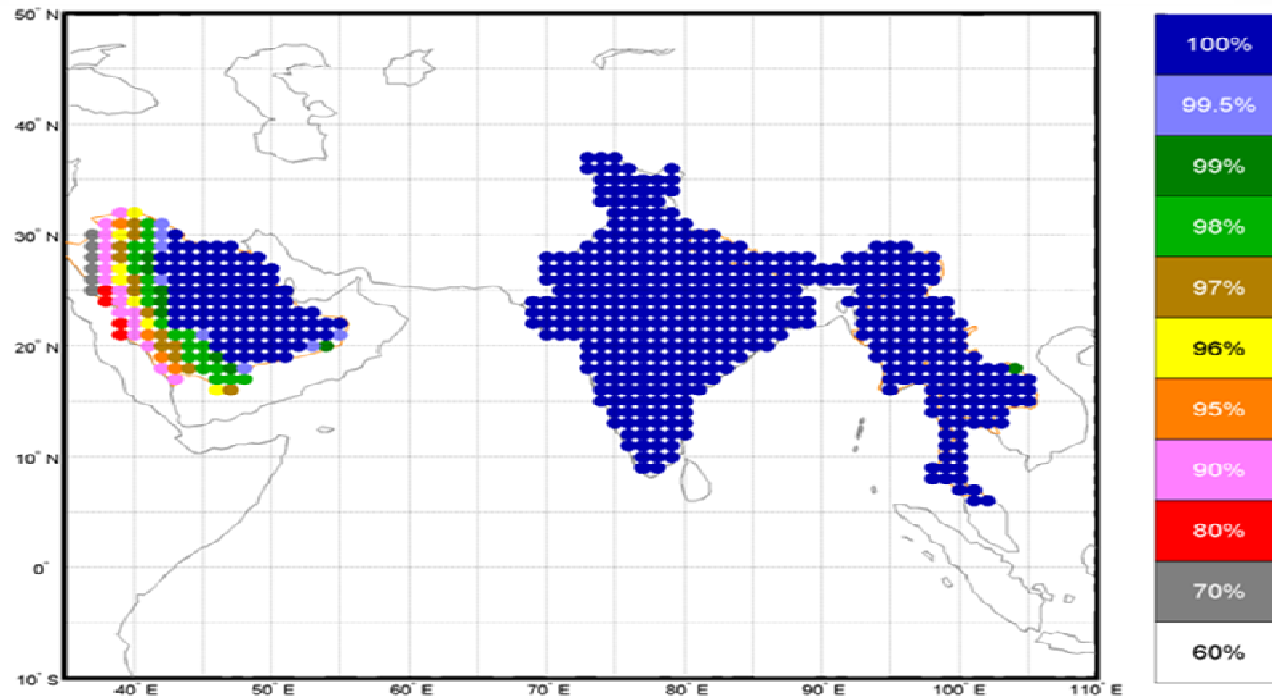 50° N
40° N
30° N
20° N
10° N
0°
10° S
40° E
50° E
60° E
70° E
80° E
90° E
100° E
110° E
100%
99.5%
99%
98%
97%
96%
95%
90%
80%
70%
60%